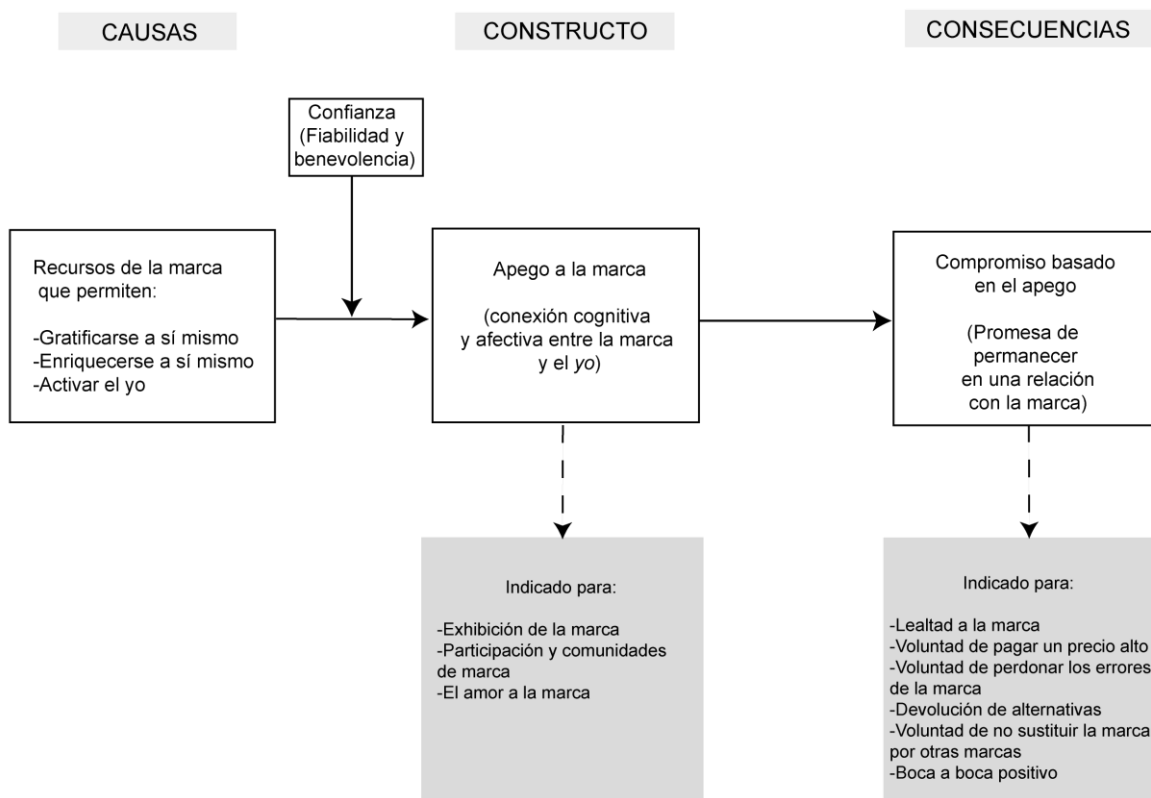 CAUSAS
CONSTRUCTO
CONSECUENCIAS
Confianza
(Fiabilidad y
benevolencia)
Recursos de la marca
que permiten:
-Gratificarse a sí mismo
-Enriquecerse a sí mismo
-Activar el yo
Apego a la marca
(conexión cognitiva
y afectiva entre la marca
y el yo)
Compromiso basado
en el apego
(Promesa de
permanecer
en una relación
con la marca)
Indicado para:
-Exhibición de la marca
-Participación y comunidades
de marca
-El amor a la marca
Indicado para:
-Lealtad a la marca
-Voluntad de pagar un precio alto
-Voluntad de perdonar los errores
de la marca
-Devolución de alternativas
-Voluntad de no sustituir la marca
por otras marcas
-Boca a boca positivo